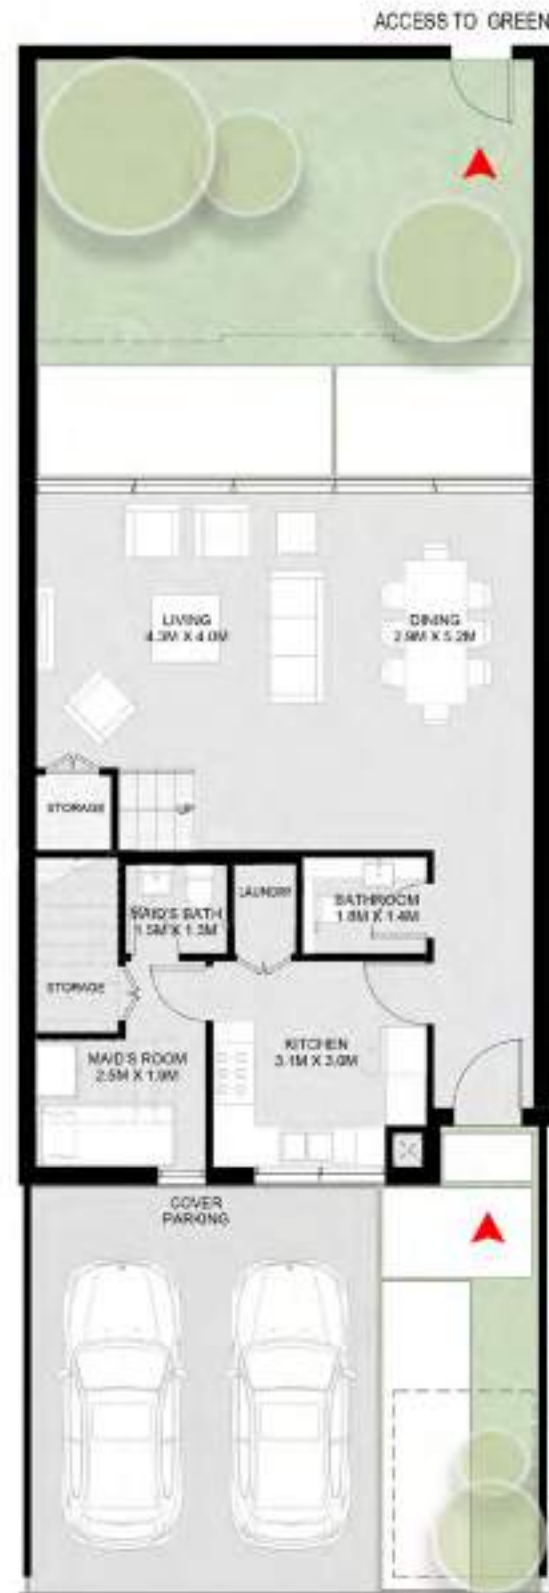 ACCESS TO GREEN
LIVING
4.3M X 4.0M
DINING
2.9M X 5.2M
STORAGE
UP
MAID'S BATH
1.5M X 1.3M
LAUNDRY
BATHROOM
1.8M X 1.4M
STORAGE
MAID'S ROOM
2.5M X 1.9M
KITCHEN
3.1M X 3.0M
COVER
PARKING